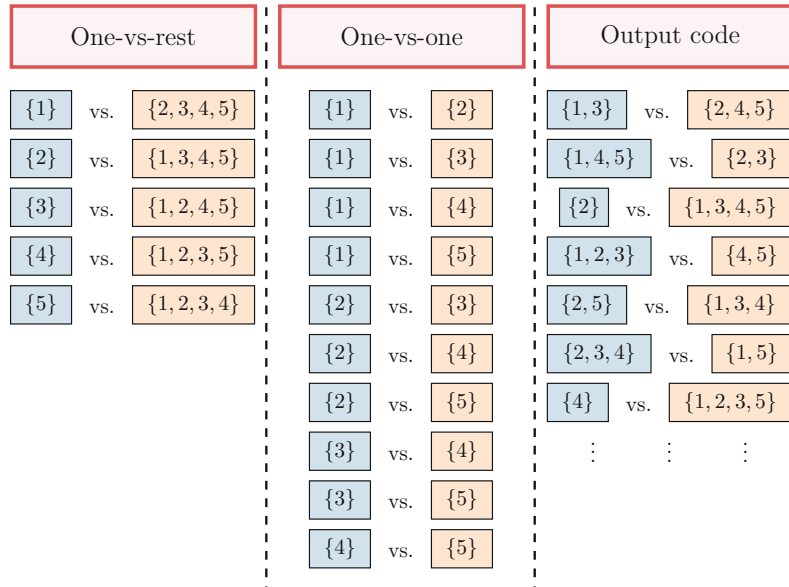 One-vs-rest
{1} vs. {2, 3, 4, 5}
{2} vs. {1, 3, 4, 5}
{3} vs. {1, 2, 4, 5}
{4} vs. {1, 2, 3, 5}
{5} vs. {1, 2, 3, 4}
One-vs-one
{1} vs. {2}
{1} vs. {3}
{1} vs. {4}
{1} vs. {5}
{2} vs. {3}
{2} vs. {4}
{2} vs. {5}
{3} vs. {4}
{3} vs. {5}
{4} vs. {5}
Output code
{1, 3} vs. {2, 4, 5}
{1, 4, 5} vs. {2, 3}
{2} vs. {1, 3, 4, 5}
{1, 2, 3} vs. {4, 5}
{2, 5} vs. {1, 3, 4}
{2, 3, 4} vs. {1, 5}
{4} vs. {1, 2, 3, 5}
⋮ ⋮ ⋮